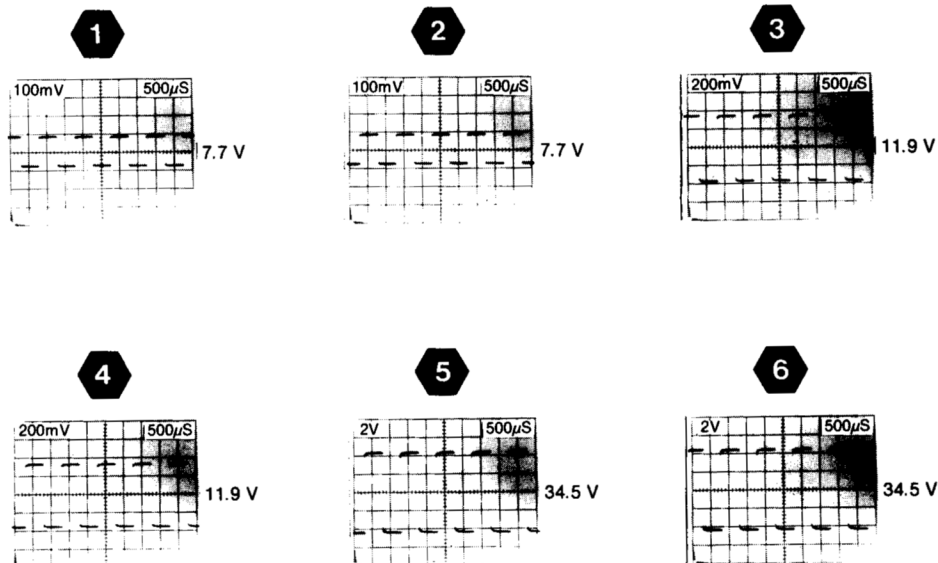 1
2
3
100mV 500µS
7.7 V
100mV 500µS
7.7 V
200mV 500µS
11.9 V
4
5
6
200mV 500µS
11.9 V
2V 500µS
34.5 V
2V 500µS
34.5 V